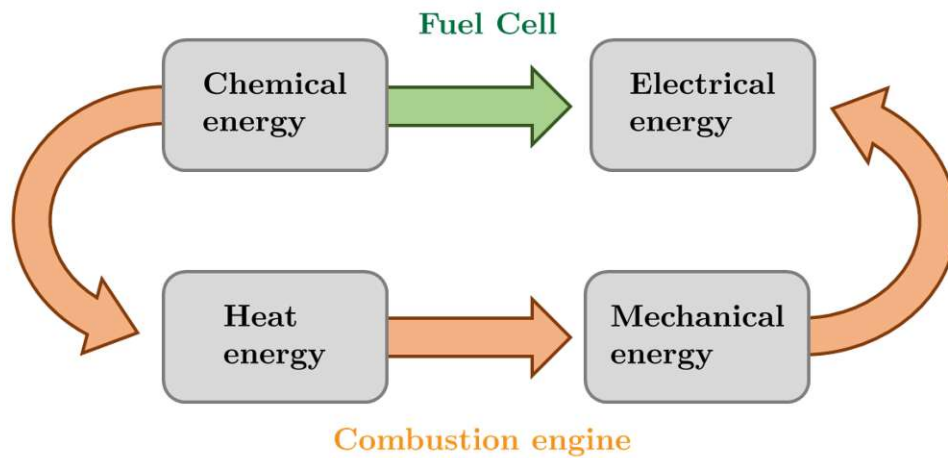 Fuel Cell
Chemical
energy
Electrical
energy
Heat
energy
Mechanical
energy
Combustion engine